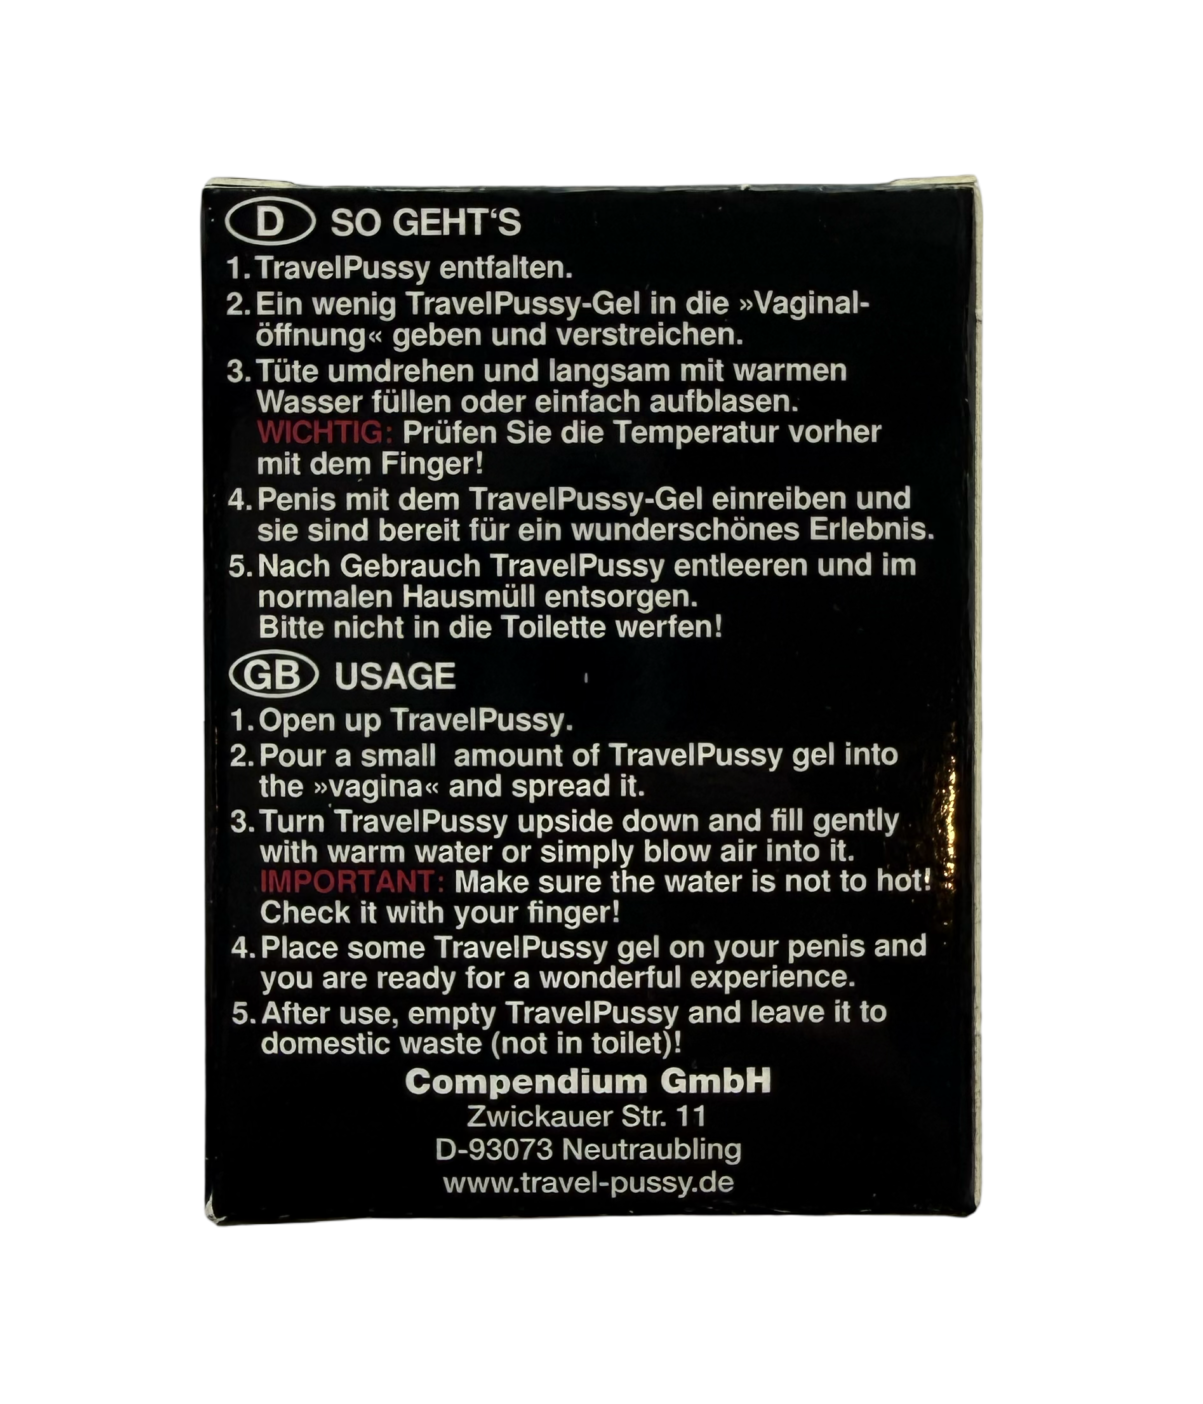 D SO GEHT‘S
1. TravelPussy entfalten.
2. Ein wenig TravelPussy-Gel in die »Vaginal-
öffnung« geben und verstreichen.
3. Tüte umdrehen und langsam mit warmen
Wasser füllen oder einfach aufblasen.
WICHTIG: Prüfen Sie die Temperatur vorher
mit dem Finger!
4. Penis mit dem TravelPussy-Gel einreiben und
sie sind bereit für ein wunderschönes Erlebnis.
5. Nach Gebrauch TravelPussy entleeren und im
normalen Hausmüll entsorgen.
Bitte nicht in die Toilette werfen!
GB USAGE
1. Open up TravelPussy.
2. Pour a small amount of TravelPussy gel into
the »vagina« and spread it.
3. Turn TravelPussy upside down and fill gently
with warm water or simply blow air into it.
IMPORTANT: Make sure the water is not to hot!
Check it with your finger!
4. Place some TravelPussy gel on your penis and
you are ready for a wonderful experience.
5. After use, empty TravelPussy and leave it to
domestic waste (not in toilet)!
Compendium GmbH
Zwickauer Str. 11
D-93073 Neutraubling
www.travel-pussy.de